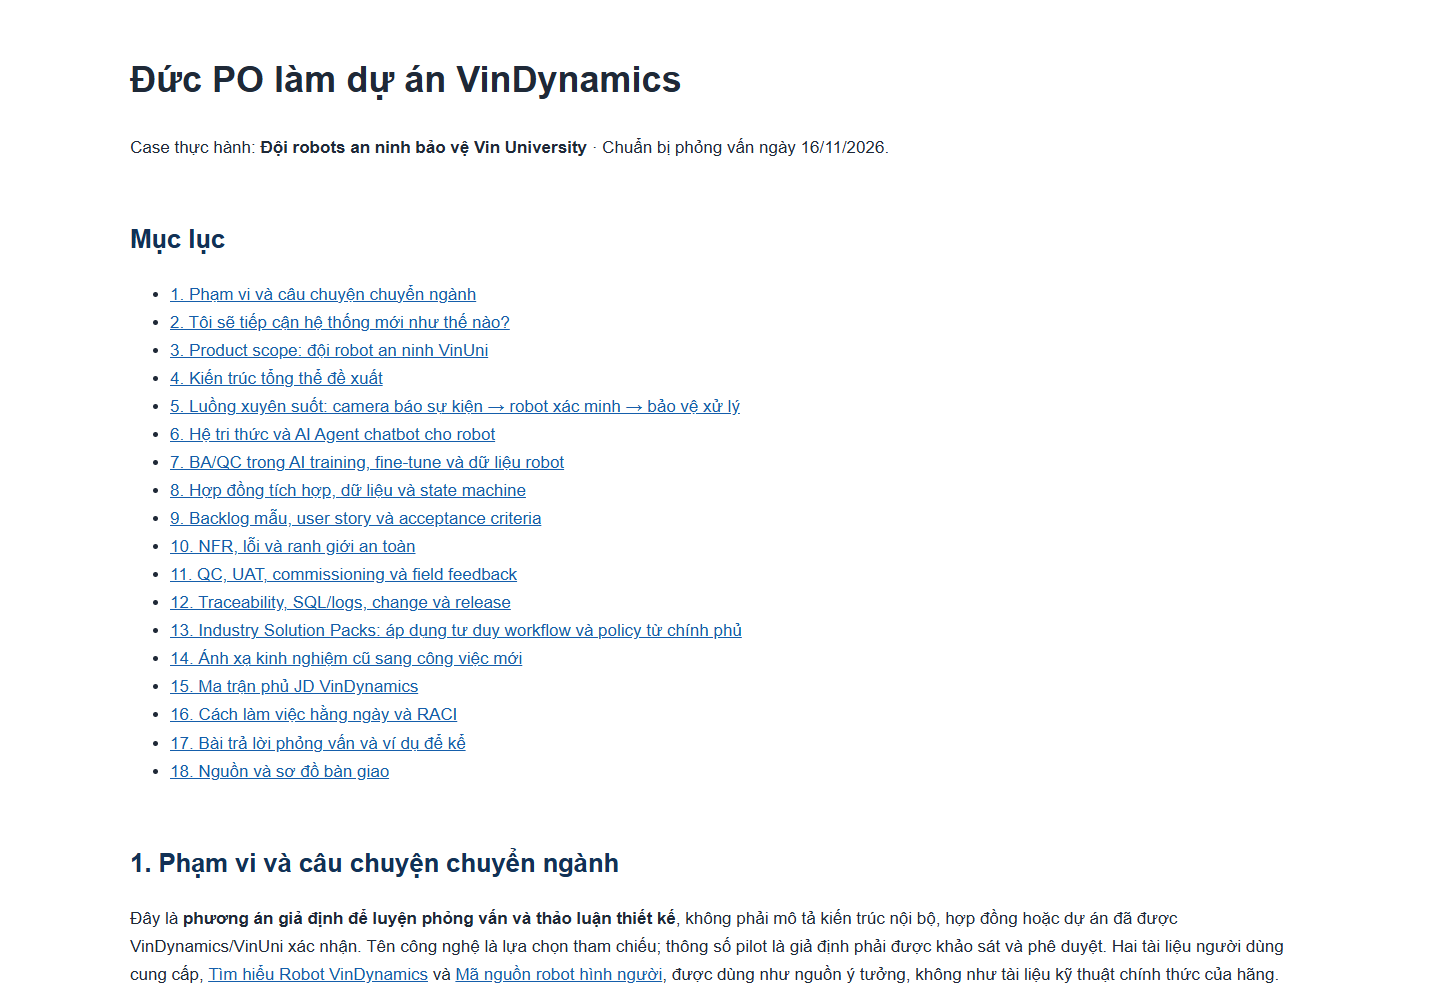 Đức PO làm dự án VinDynamics
Case thực hành: Đội robots an ninh bảo vệ Vin University · Chuẩn bị phỏng vấn ngày 16/11/2026.
Mục lục
• 1. Phạm vi và câu chuyện chuyển ngành
• 2. Tôi sẽ tiếp cận hệ thống mới như thế nào?
• 3. Product scope: đội robot an ninh VinUni
• 4. Kiến trúc tổng thể đề xuất
• 5. Luồng xuyên suốt: camera báo sự kiện → robot xác minh → bảo vệ xử lý
• 6. Hệ tri thức và AI Agent chatbot cho robot
• 7. BA/QC trong AI training, fine-tune và dữ liệu robot
• 8. Hợp đồng tích hợp, dữ liệu và state machine
• 9. Backlog mẫu, user story và acceptance criteria
• 10. NFR, lỗi và ranh giới an toàn
• 11. QC, UAT, commissioning và field feedback
• 12. Traceability, SQL/logs, change và release
• 13. Industry Solution Packs: áp dụng tư duy workflow và policy từ chính phủ
• 14. Ánh xạ kinh nghiệm cũ sang công việc mới
• 15. Ma trận phủ JD VinDynamics
• 16. Cách làm việc hằng ngày và RACI
• 17. Bài trả lời phỏng vấn và ví dụ để kể
• 18. Nguồn và sơ đồ bàn giao
1. Phạm vi và câu chuyện chuyển ngành
Đây là phương án giả định để luyện phỏng vấn và thảo luận thiết kế, không phải mô tả kiến trúc nội bộ, hợp đồng hoặc dự án đã được
VinDynamics/VinUni xác nhận. Tên công nghệ là lựa chọn tham chiếu; thông số pilot là giả định phải được khảo sát và phê duyệt. Hai tài liệu người dùng
cung cấp, Tìm hiểu Robot VinDynamics và Mã nguồn robot hình người, được dùng như nguồn ý tưởng, không như tài liệu kỹ thuật chính thức của hãng.